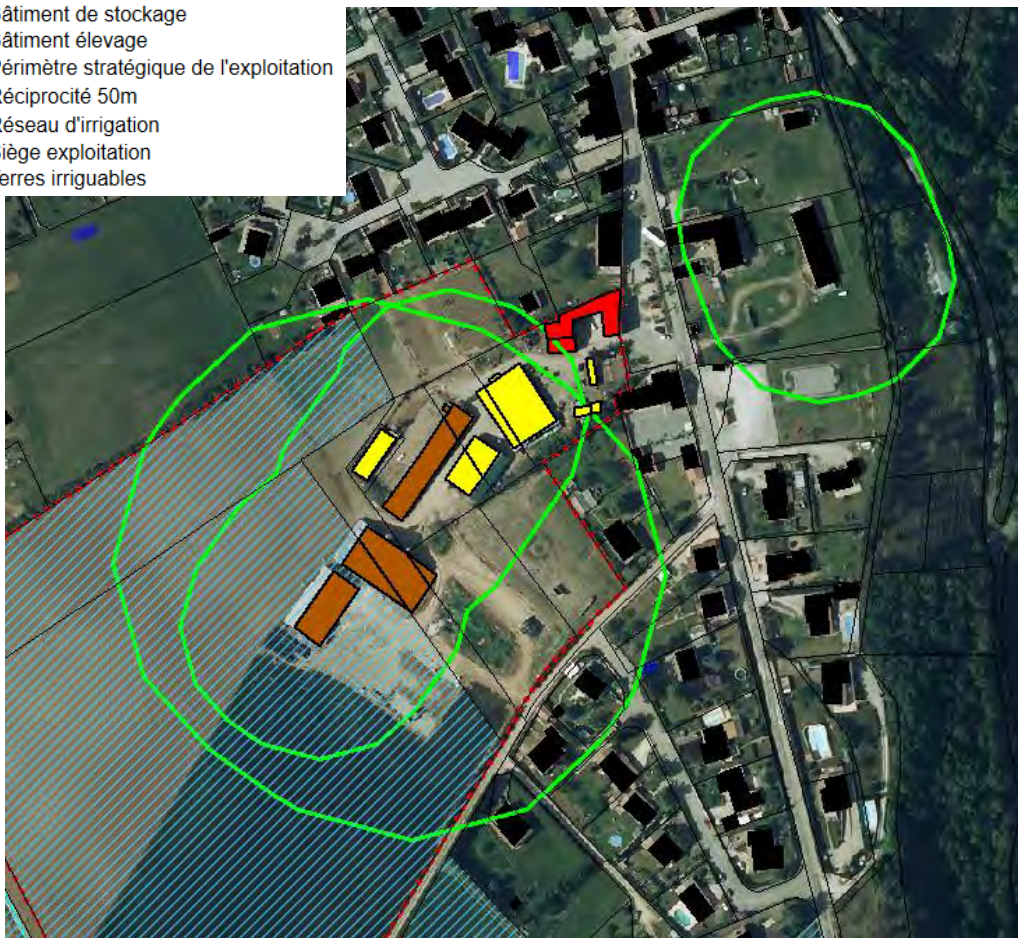 âtiment de stockage
âtiment élevage
érimètre stratégique de l'exploitation
éciprocité 50m
éseau d'irrigation
iège exploitation
erres irriguables